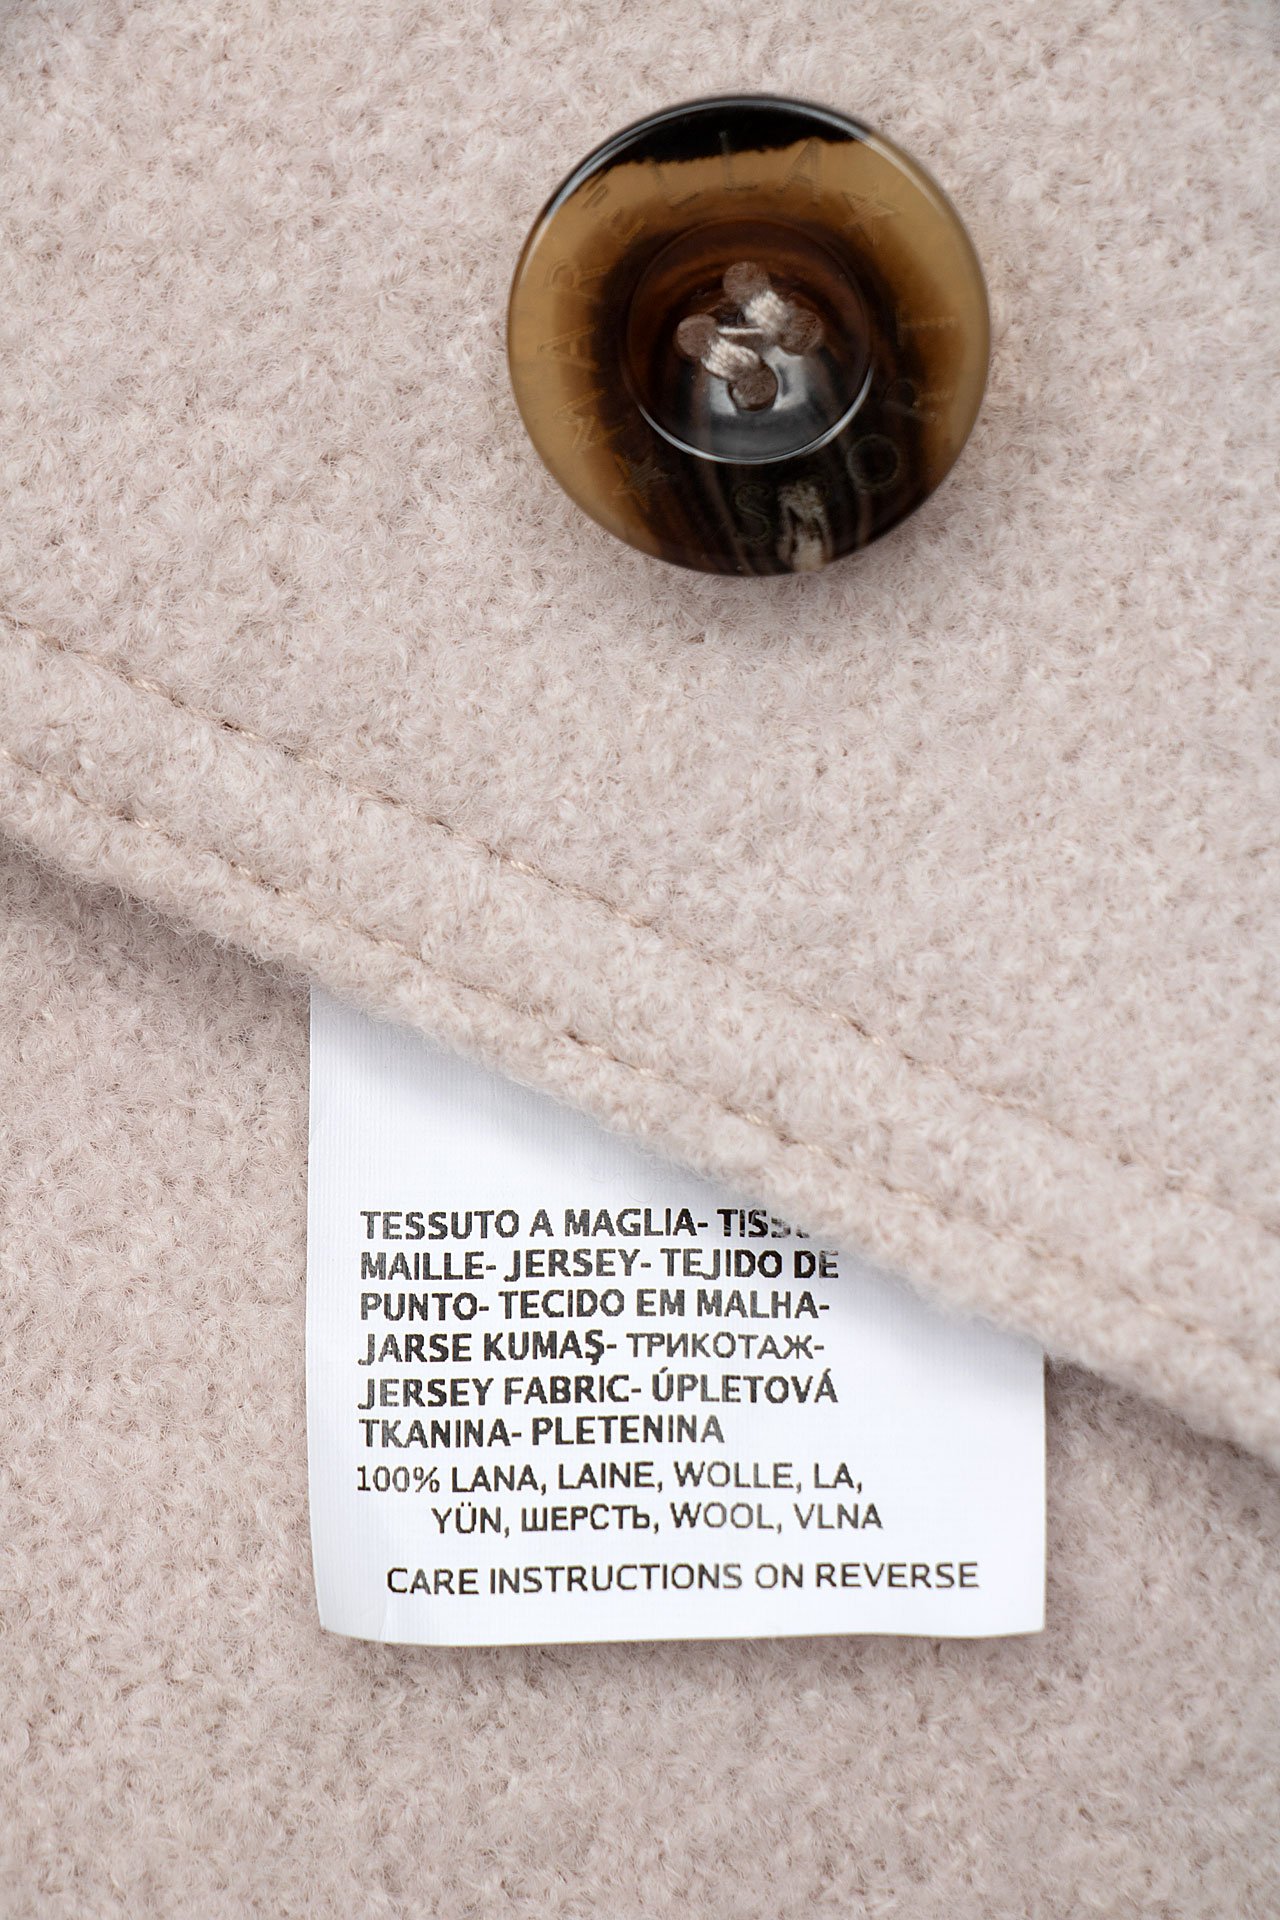 MARELLA
TESSUTO A MAGLIA-
MAILLE- JERSEY- TEJIDO DE
PUNTO- TECIDO EM MALHA-
JARSE KUMAŞ- ТРИКОТАЖ-
JERSEY FABRIC- ÚPLETOVÁ
TKANINA- PLETENINA
100% LANA, LAINE, WOLLE, LA,
YÜN, ШЕРСТЬ, WOOL, VLNA
CARE INSTRUCTIONS ON REVERSE